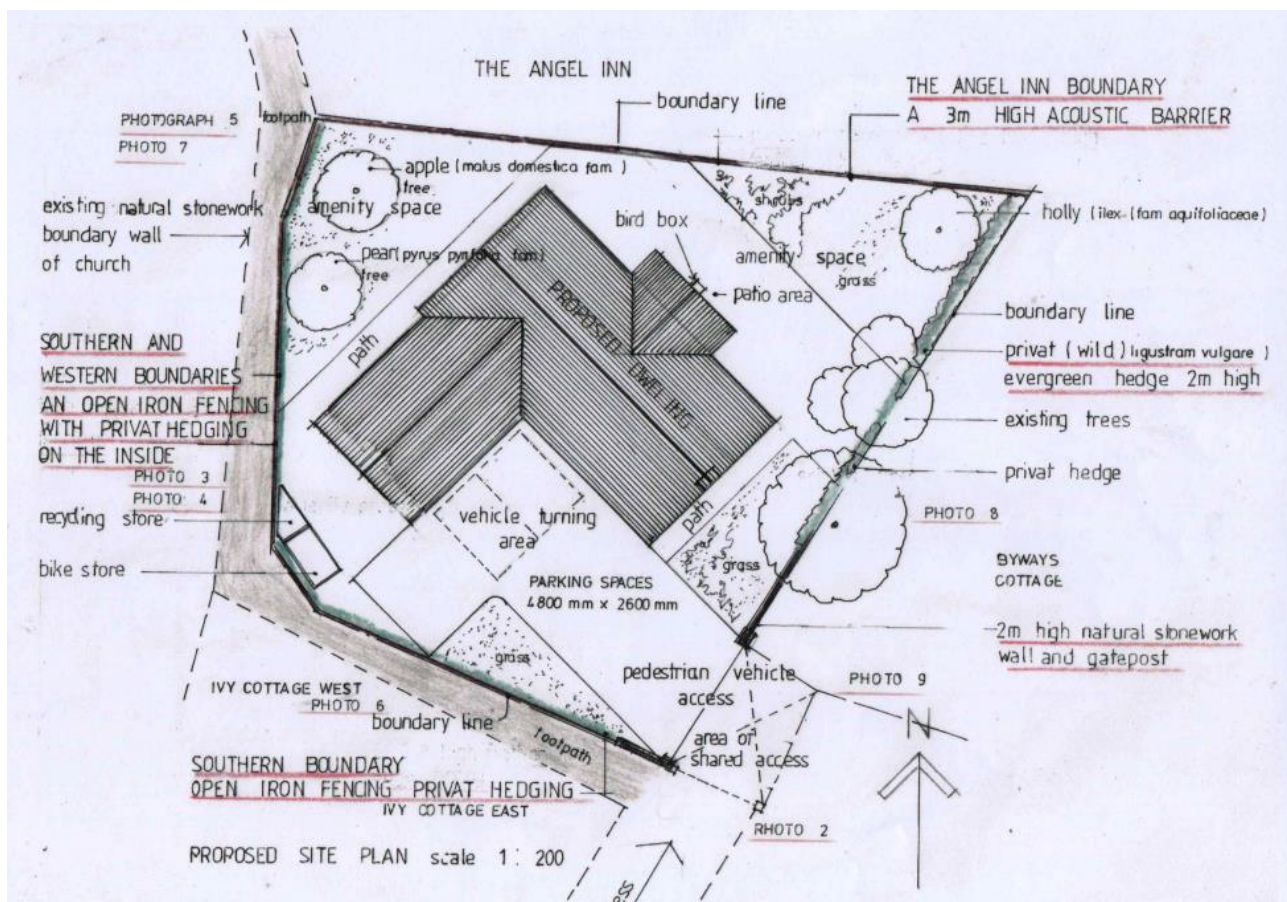 THE ANGEL INN
boundary line
THE ANGEL INN BOUNDARY
A 3m HIGH ACOUSTIC BARRIER
PHOTOGRAPH 5
PHOTO 7
footpath
apple (malus domestica fam)
tree
amenity space
existing natural stonework
boundary wall
of church
pear (pyrus pyrifolia fam)
tree
bird box
shrubs
amenity space
grass
patio area
holly (ilex (fam aquifoliaceae)
boundary line
privat (wild) ligustram vulgare)
evergreen hedge 2m high
existing trees
privat hedge
PROPOSED DWELLING
path
SOUTHERN AND
WESTERN BOUNDARIES
AN OPEN IRON FENCING
WITH PRIVAT HEDGING
ON THE INSIDE
PHOTO 3
PHOTO 4
recycling store
bike store
vehicle turning
area
PARKING SPACES
4800 mm x 2600 mm
path
grass
PHOTO 8
BYWAYS
COTTAGE
2m high natural stonework
wall and gatepost
grass
pedestrian vehicle
access
PHOTO 9
area of
shared access
N
IVY COTTAGE WEST
PHOTO 6
boundary line
footpath
SOUTHERN BOUNDARY
OPEN IRON FENCING PRIVAT HEDGING
IVY COTTAGE EAST
RHOTO 2
PROPOSED SITE PLAN scale 1 : 200